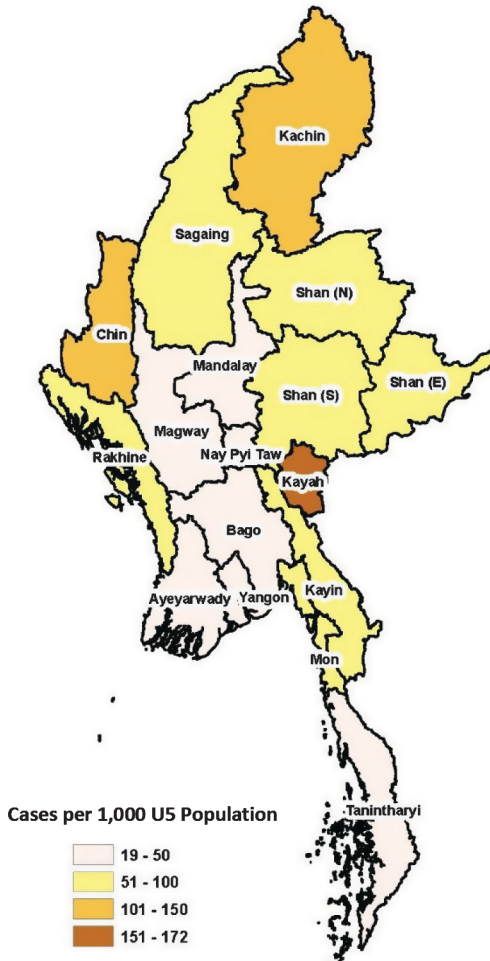 Kachin
Sagaing
Shan (N)
Chin
Mandalay
Shan (E)
Shan (S)
Magway
Rakhine
Nay Pyi Taw
Kayah
Bago
Kayin
Ayeyarwady
Yangon
Mon
Tanintharyi
Cases per 1,000 U5 Population
19 - 50
51 - 100
101 - 150
151 - 172